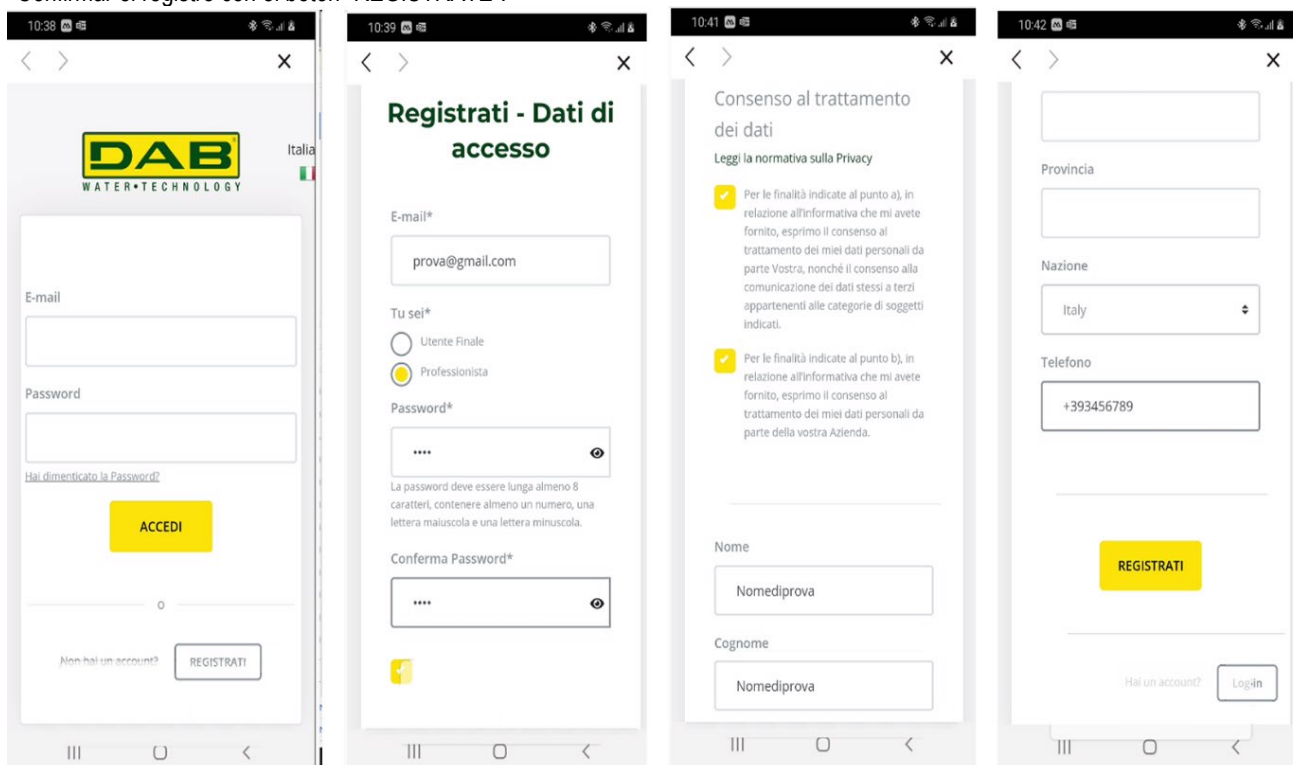 Confirmar el registro con el botón "REGISTRATE".
10:38
DAB
WATER•TECHNOLOGY
Italia
E-mail
Password
Hai dimenticato la Password?
ACCEDI
o
Non hai un account?
REGISTRATI
10:39
Registrati - Dati di
accesso
E-mail*
prova@gmail.com
Tu sei*
Utente Finale
Professionista
Password*
••••
La password deve essere lunga almeno 8
caratteri, contenere almeno un numero, una
lettera maiuscola e una lettera minuscola.
Conferma Password*
••••
10:41
Consenso al trattamento
dei dati
Leggi la normativa sulla Privacy
Per le finalità indicate al punto a), in
relazione all'informativa che mi avete
fornito, esprimo il consenso al
trattamento dei miei dati personali da
parte Vostra, nonché il consenso alla
comunicazione dei dati stessi a terzi
appartenenti alle categorie di soggetti
indicati.
Per le finalità indicate al punto b), in
relazione all'informativa che mi avete
fornito, esprimo il consenso al
trattamento dei miei dati personali da
parte della vostra Azienda.
Nome
Nomediprova
Cognome
Nomediprova
10:42
Provincia
Nazione
Italy
Telefono
+393456789
REGISTRATI
Hai un account?
Log-in